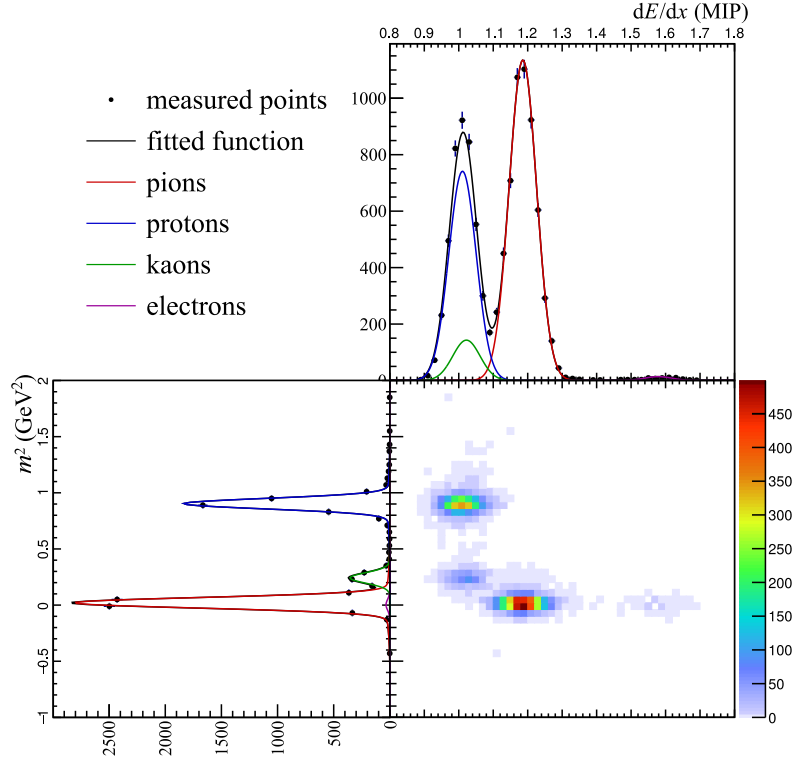 dE/dx (MIP)
0.8 0.9 1 1.1 1.2 1.3 1.4 1.5 1.6 1.7 1.8
measured points
fitted function
pions
protons
kaons
electrons
1000
800
600
400
200
0
m² (GeV²)
2
1.5
1
0.5
0
−0.5
−1
2500 2000 1500 1000 500 0
450
400
350
300
250
200
150
100
50
0